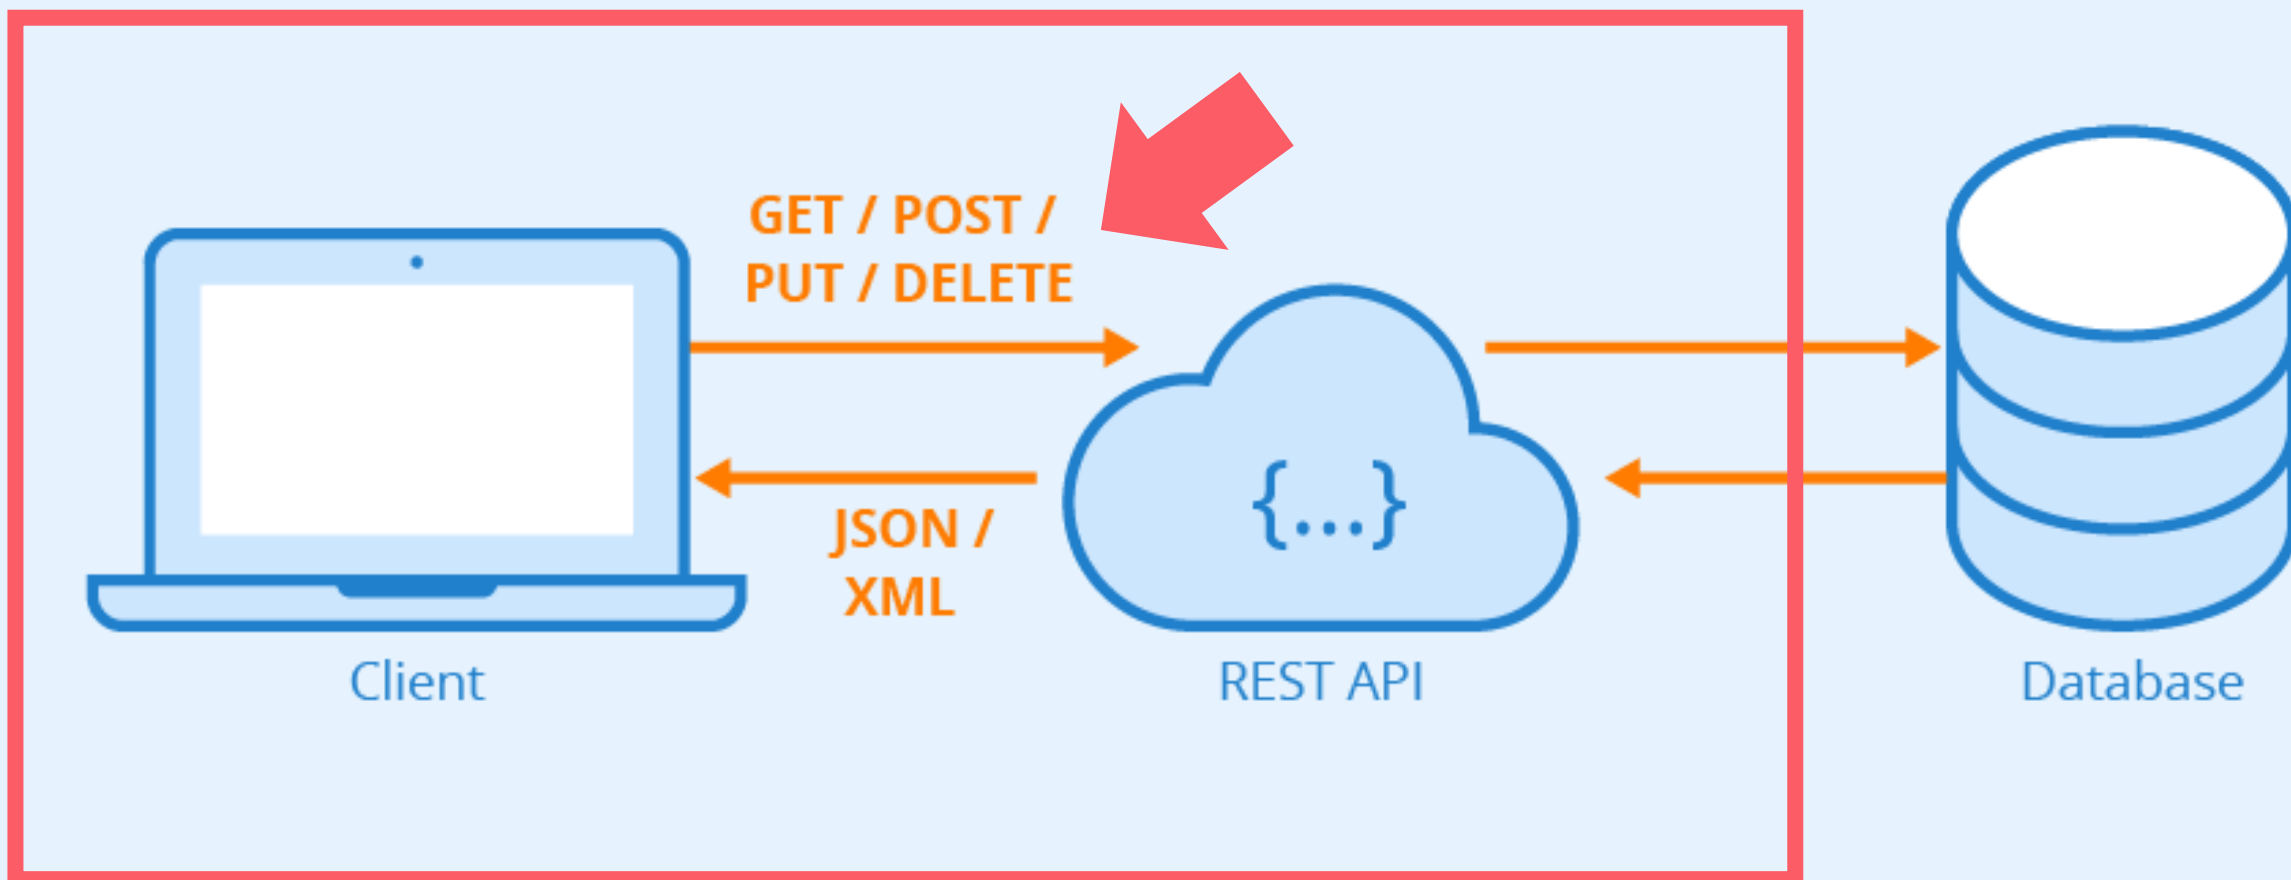 GET / POST /
PUT / DELETE
JSON /
XML
{...}
Client
REST API
Database